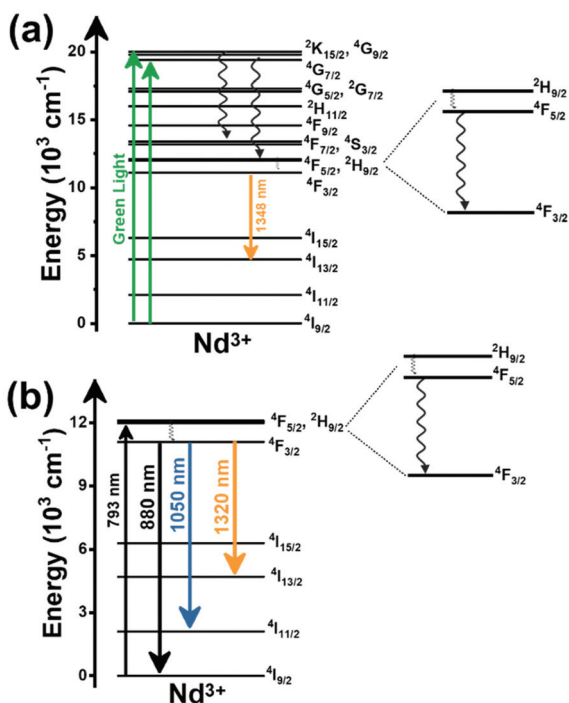 (a)
Energy (10³ cm⁻¹)
20
15
10
5
0
Green Light
1348 nm
²K₁₅/₂, ⁴G₉/₂
⁴G₇/₂
⁴G₅/₂, ²G₇/₂
²H₁₁/₂
⁴F₉/₂
⁴F₇/₂, ⁴S₃/₂
⁴F₅/₂, ²H₉/₂
⁴F₃/₂
⁴I₁₅/₂
⁴I₁₃/₂
⁴I₁₁/₂
⁴I₉/₂
Nd³⁺
²H₉/₂
⁴F₅/₂
⁴F₃/₂
(b)
Energy (10³ cm⁻¹)
12
9
6
3
0
793 nm
880 nm
1050 nm
1320 nm
⁴F₅/₂, ²H₉/₂
⁴F₃/₂
⁴I₁₅/₂
⁴I₁₃/₂
⁴I₁₁/₂
⁴I₉/₂
Nd³⁺
²H₉/₂
⁴F₅/₂
⁴F₃/₂